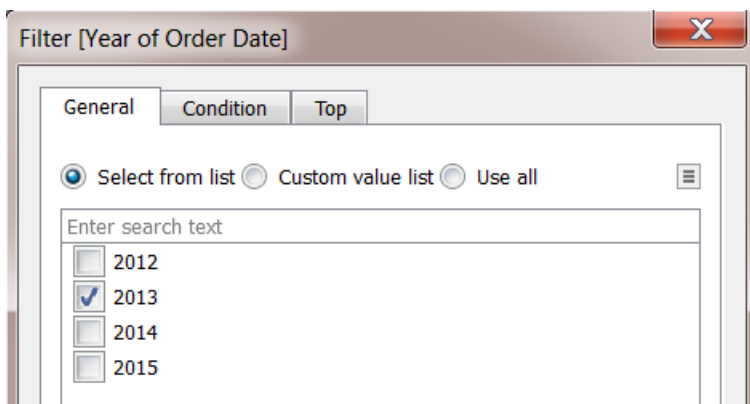 Filter [Year of Order Date]
General Condition Top
Select from list Custom value list Use all
Enter search text
2012
2013
2014
2015